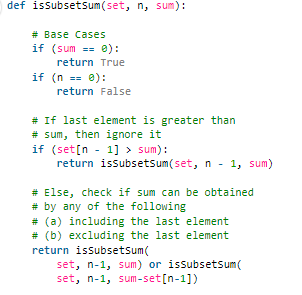 def isSubsetSum(set, n, sum):
# Base Cases
if (sum == 0):
return True
if (n == 0):
return False
# If last element is greater than
# sum, then ignore it
if (set[n - 1] > sum):
return isSubsetSum(set, n - 1, sum)
# Else, check if sum can be obtained
# by any of the following
# (a) including the last element
# (b) excluding the last element
return isSubsetSum(
set, n-1, sum) or isSubsetSum(
set, n-1, sum-set[n-1])